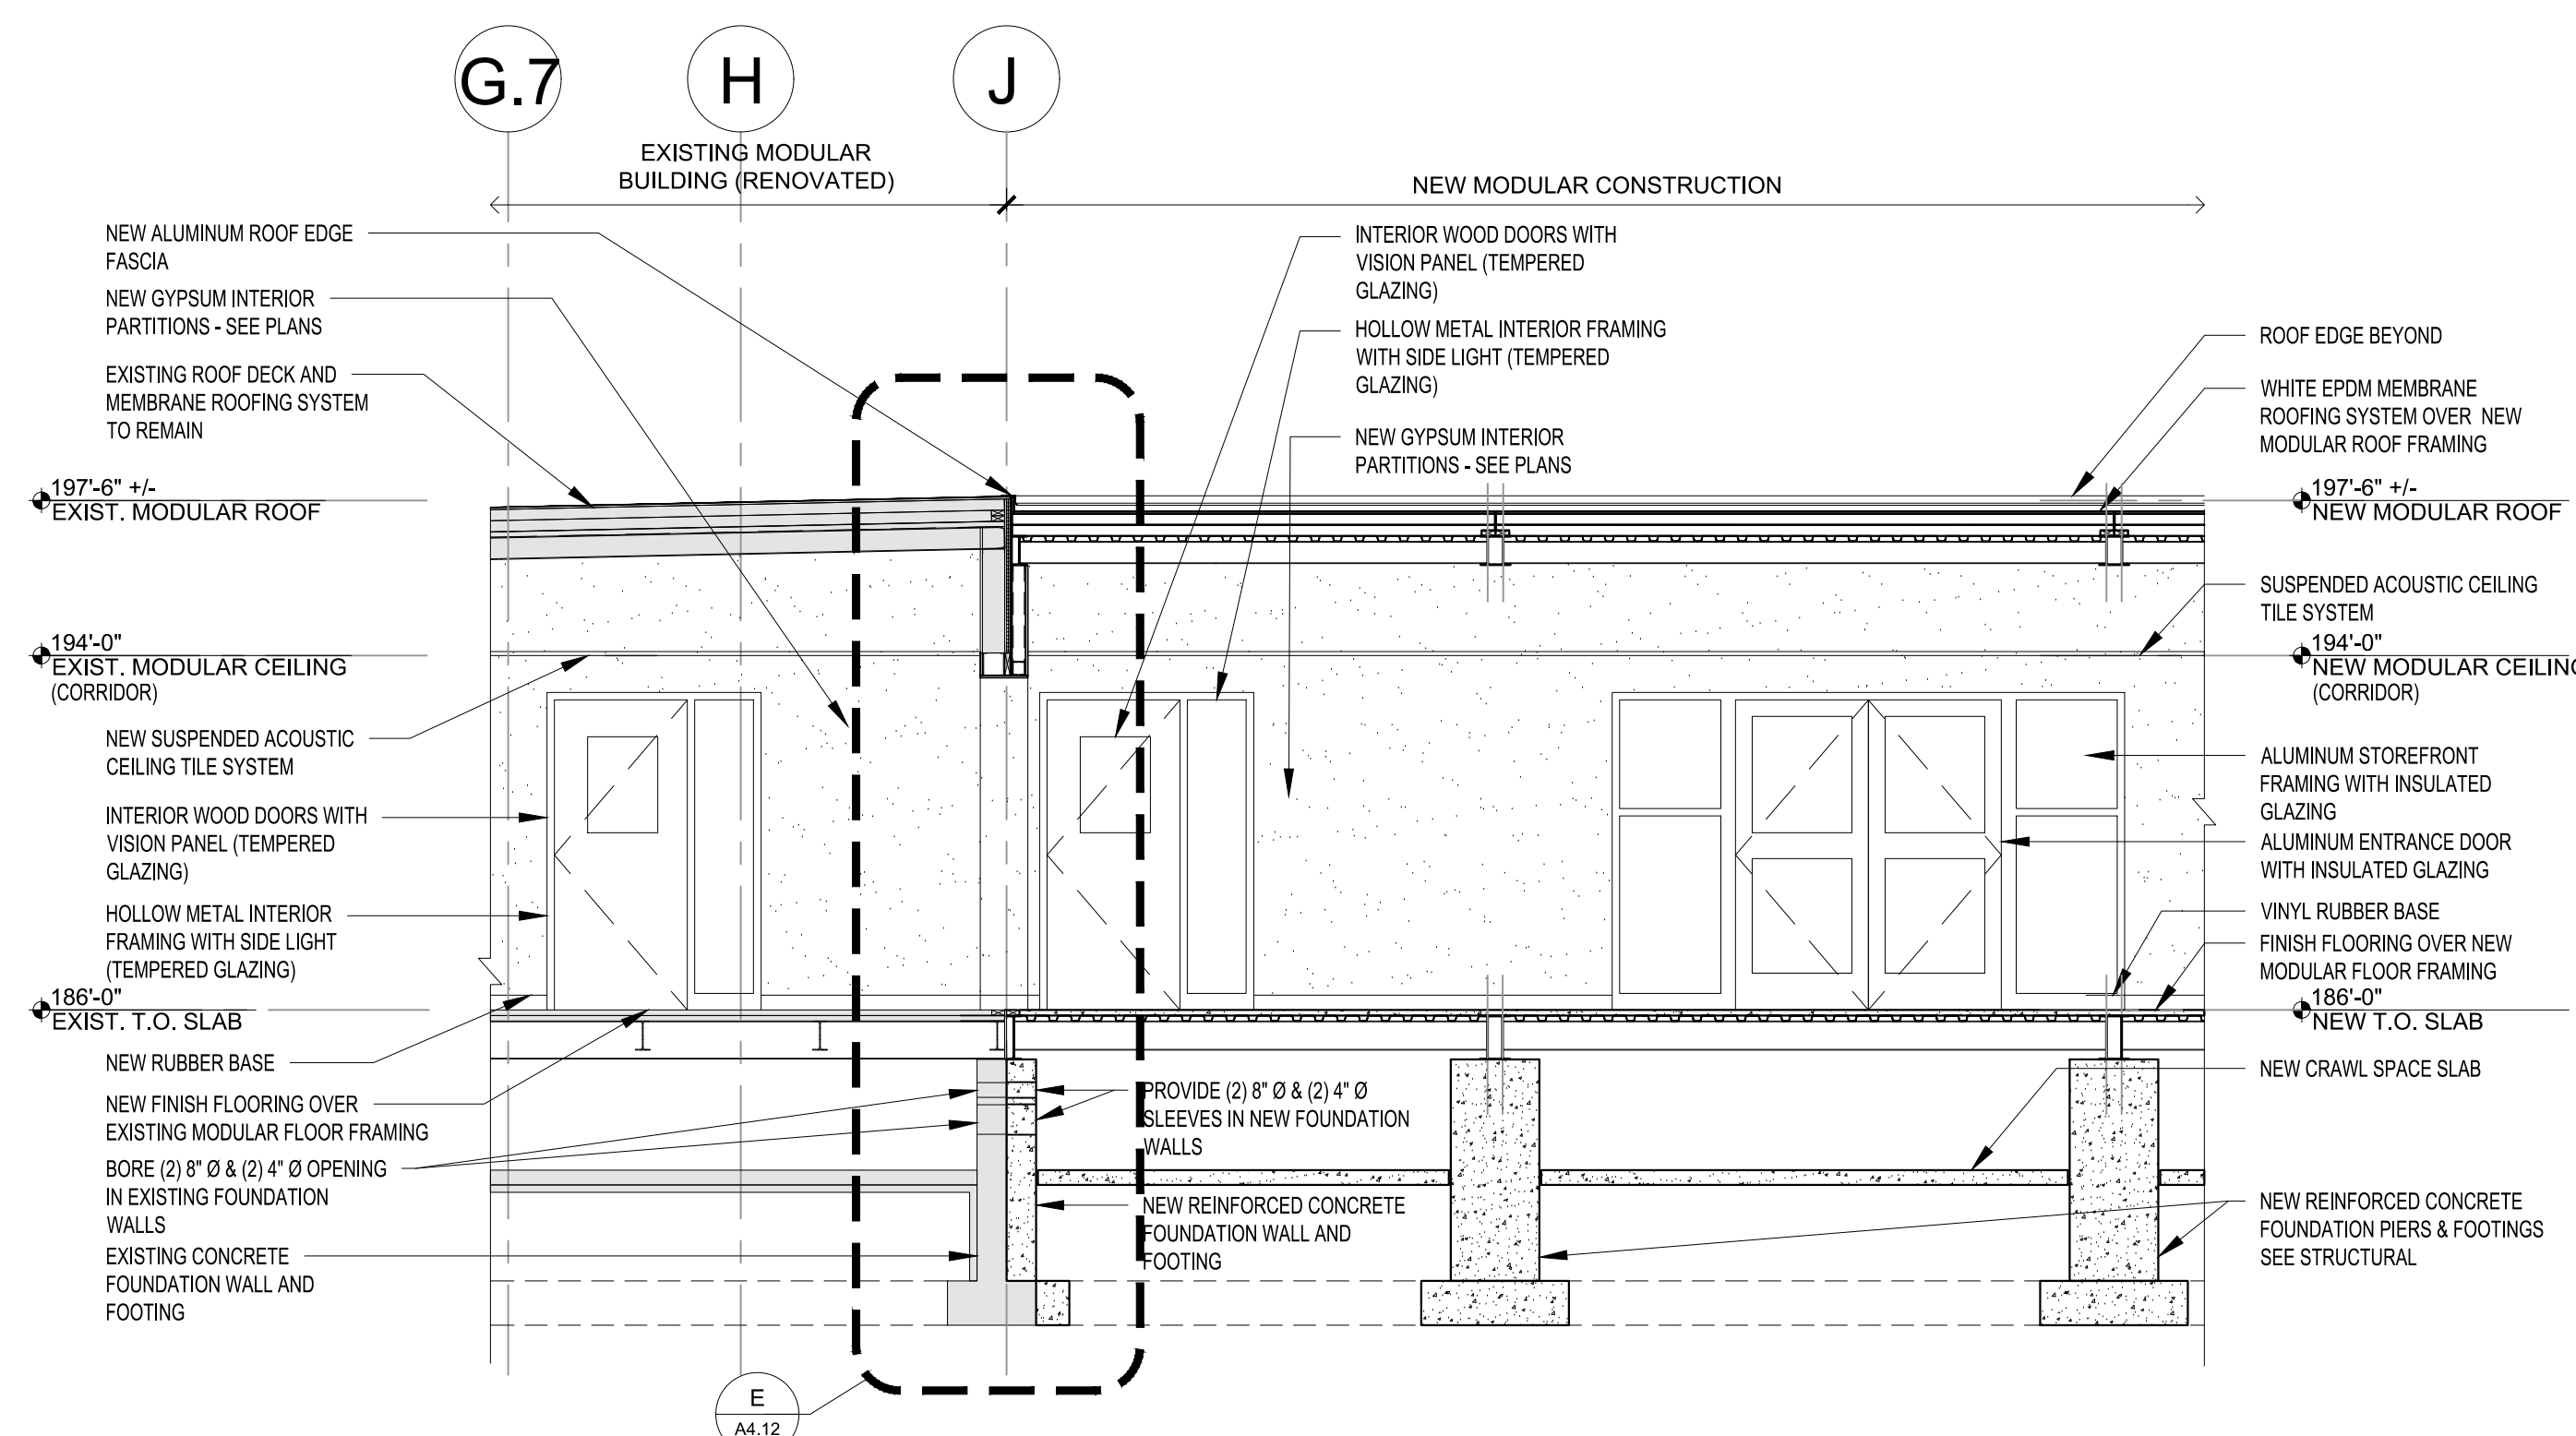 G.7
H
J
EXISTING MODULAR
BUILDING (RENOVATED)
NEW MODULAR CONSTRUCTION
NEW ALUMINUM ROOF EDGE
FASCIA
NEW GYPSUM INTERIOR
PARTITIONS - SEE PLANS
EXISTING ROOF DECK AND
MEMBRANE ROOFING SYSTEM
TO REMAIN
197'-6" +/-
EXIST. MODULAR ROOF
194'-0"
EXIST. MODULAR CEILING
(CORRIDOR)
NEW SUSPENDED ACOUSTIC
CEILING TILE SYSTEM
INTERIOR WOOD DOORS WITH
VISION PANEL (TEMPERED
GLAZING)
HOLLOW METAL INTERIOR
FRAMING WITH SIDE LIGHT
(TEMPERED GLAZING)
186'-0"
EXIST. T.O. SLAB
NEW RUBBER BASE
NEW FINISH FLOORING OVER
EXISTING MODULAR FLOOR FRAMING
BORE (2) 8" Ø & (2) 4" Ø OPENING
IN EXISTING FOUNDATION
WALLS
EXISTING CONCRETE
FOUNDATION WALL AND
FOOTING
INTERIOR WOOD DOORS WITH
VISION PANEL (TEMPERED
GLAZING)
HOLLOW METAL INTERIOR FRAMING
WITH SIDE LIGHT (TEMPERED
GLAZING)
NEW GYPSUM INTERIOR
PARTITIONS - SEE PLANS
PROVIDE (2) 8" Ø & (2) 4" Ø
SLEEVES IN NEW FOUNDATION
WALLS
NEW REINFORCED CONCRETE
FOUNDATION WALL AND
FOOTING
ROOF EDGE BEYOND
WHITE EPDM MEMBRANE
ROOFING SYSTEM OVER NEW
MODULAR ROOF FRAMING
197'-6" +/-
NEW MODULAR ROOF
SUSPENDED ACOUSTIC CEILING
TILE SYSTEM
194'-0"
NEW MODULAR CEILING
(CORRIDOR)
ALUMINUM STOREFRONT
FRAMING WITH INSULATED
GLAZING
ALUMINUM ENTRANCE DOOR
WITH INSULATED GLAZING
VINYL RUBBER BASE
FINISH FLOORING OVER NEW
MODULAR FLOOR FRAMING
186'-0"
NEW T.O. SLAB
NEW CRAWL SPACE SLAB
NEW REINFORCED CONCRETE
FOUNDATION PIERS & FOOTINGS
SEE STRUCTURAL
E
A4.12